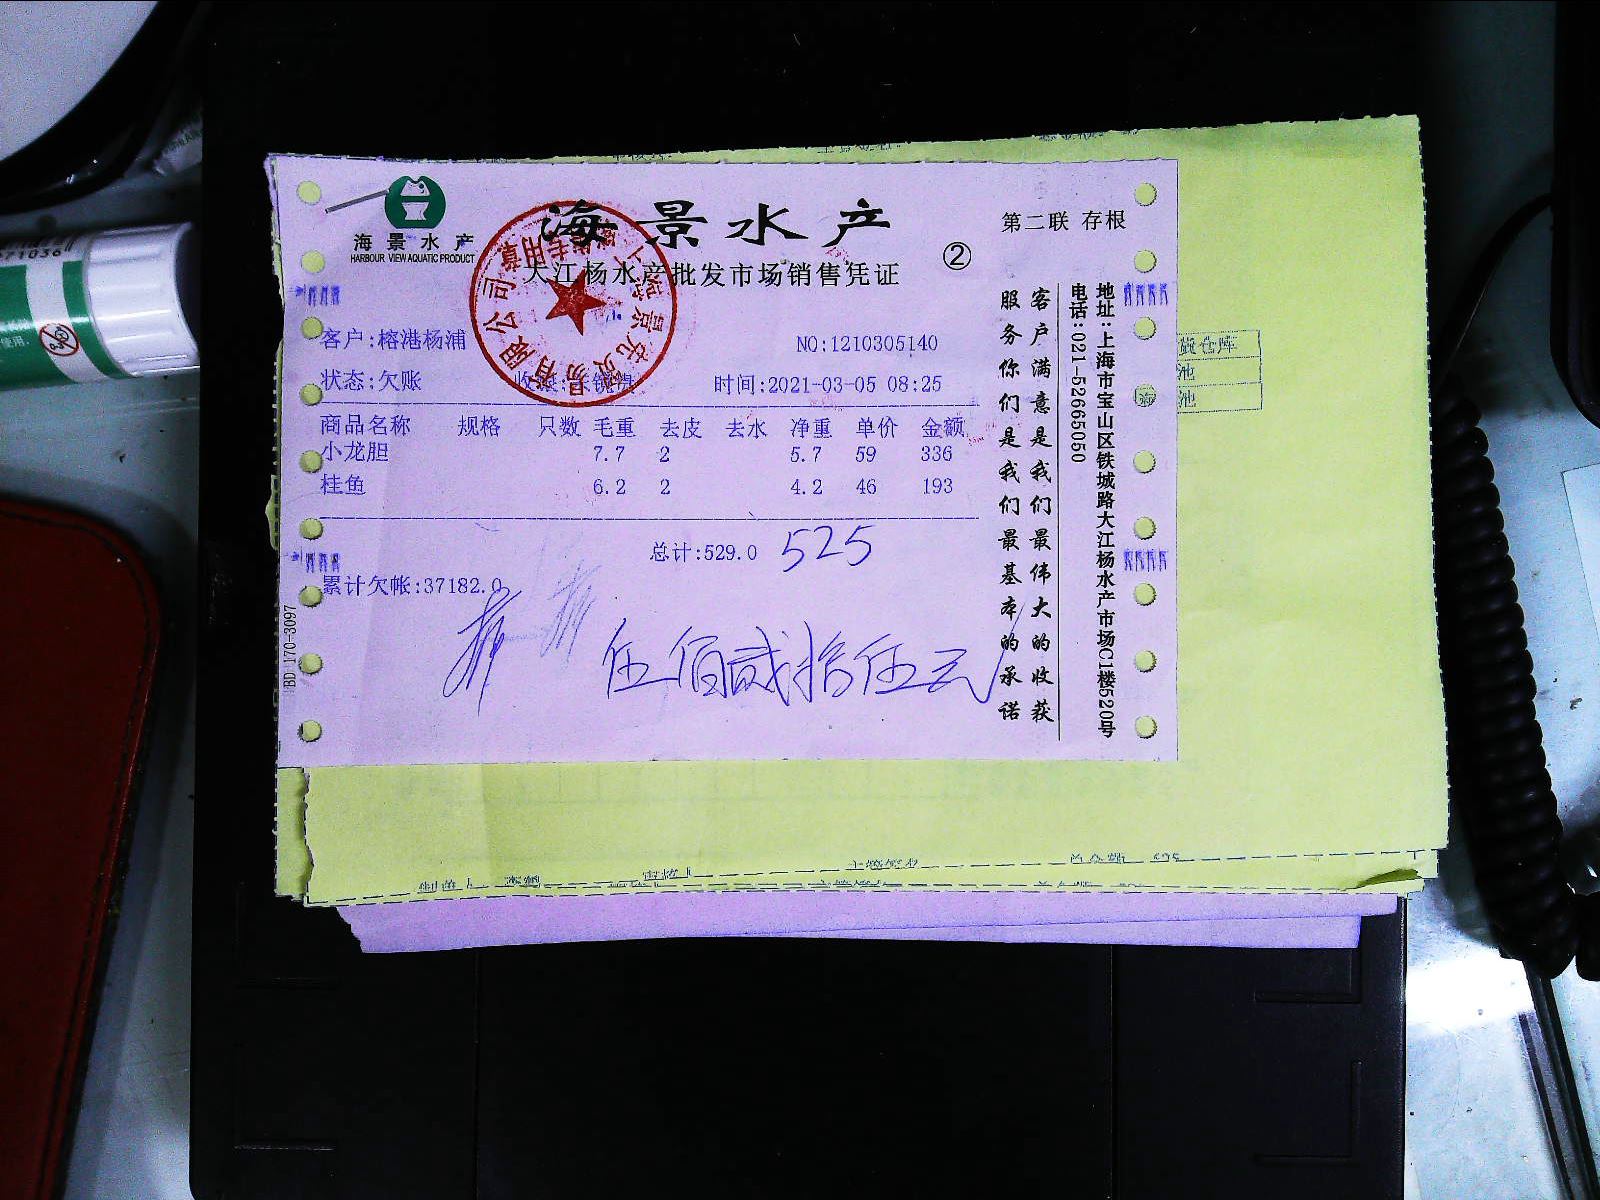 海景水产
HARBOUR VIEW AQUATIC PRODUCT
海景水产
大江杨水产批发市场销售凭证
②
第二联 存根
客户:榕港杨浦
NO:1210305140
状态:欠账
时间:2021-03-05 08:25
商品名称 规格 只数 毛重 去皮 去水 净重 单价 金额
小龙胆 7.7 2 5.7 59 336
桂鱼 6.2 2 4.2 46 193
总计:529.0 525
累计欠帐:37182.0
伍佰贰拾伍元
客户满意是我们最伟大的收获
服务你们是我们最基本的承诺
地址:上海市宝山区铁城路大江杨水产市场C1楼520号
电话:021-52665050
BD 170-3097